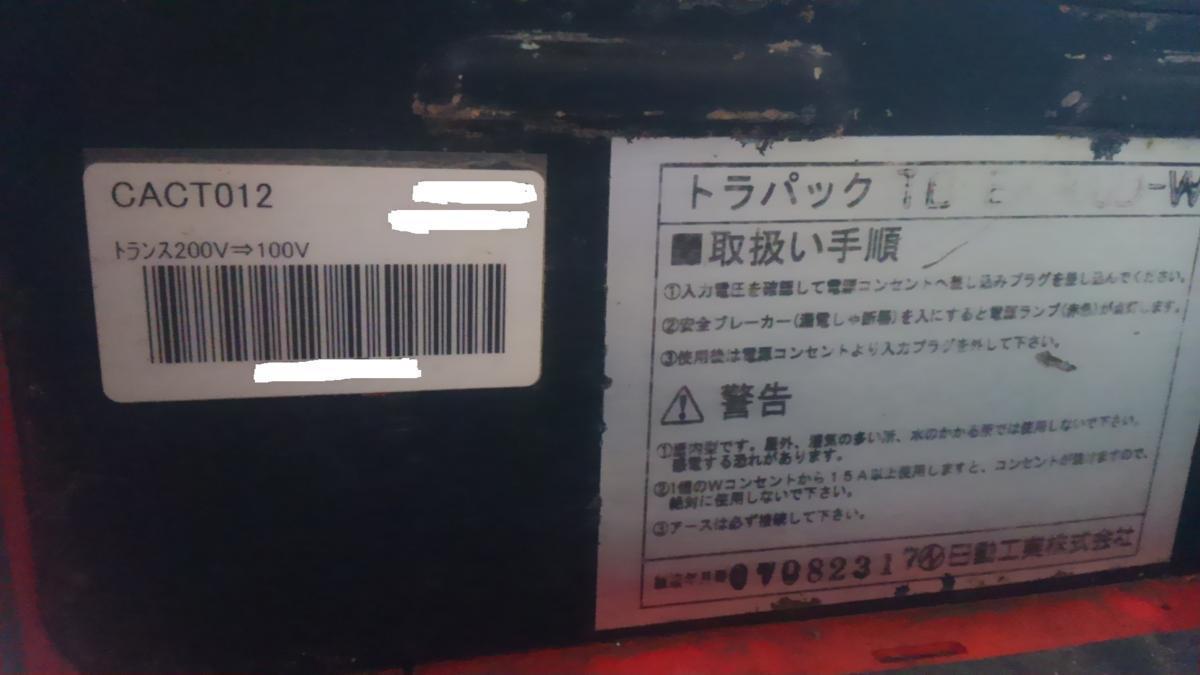 CACT012
トランス200V⇒100V
トラパック
■取扱い手順
①入力電圧を確認して電源コンセントへ差し込みプラグを差し込んでください。
②安全ブレーカー(漏電しゃ断器)を入にすると電源ランプ(赤色)が点灯します。
③使用後は電源コンセントより入力プラグを外して下さい。
警告
①屋内型です。屋外、湿気の多い所、水のかかる所では使用しないで下さい。
感電する恐れがあります。
②1個のWコンセントから15A以上使用しますと、コンセントが焼けますので、
絶対に使用しないで下さい。
③アースは必ず接続して下さい。
製造年月番 07082317 日動工業株式会社